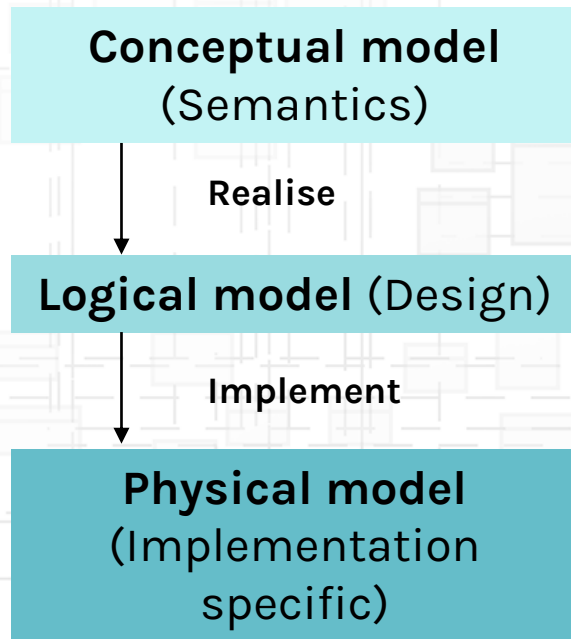 Conceptual model
(Semantics)
Realise
Logical model (Design)
Implement
Physical model
(Implementation
specific)